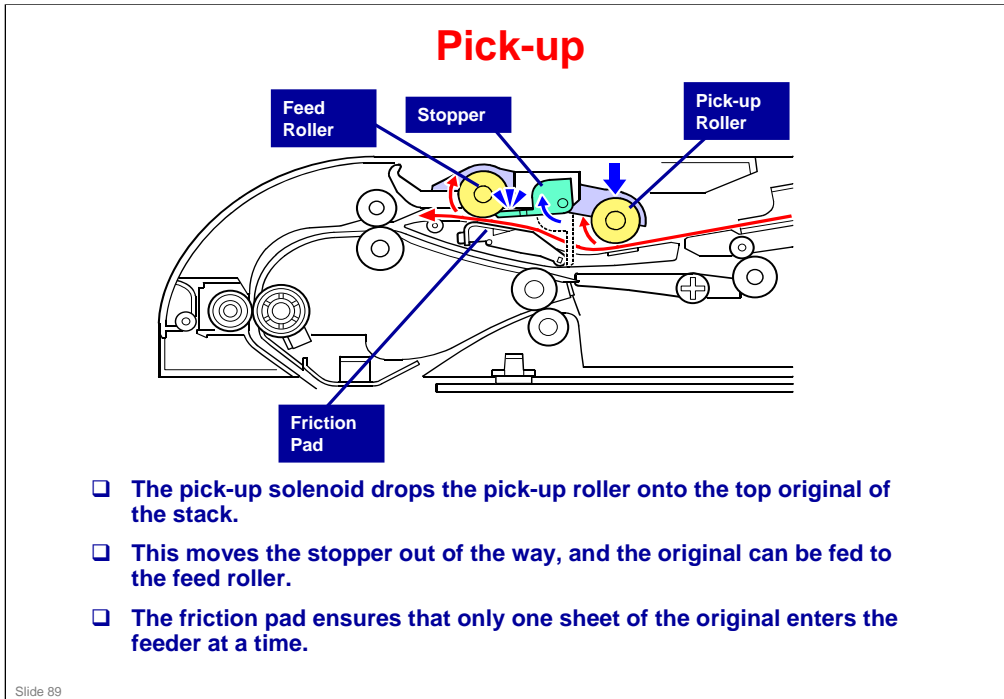 Pick-up
Feed
Roller
Stopper
Pick-up
Roller
Friction
Pad
❑ The pick-up solenoid drops the pick-up roller onto the top original of
the stack.
❑ This moves the stopper out of the way, and the original can be fed to
the feed roller.
❑ The friction pad ensures that only one sheet of the original enters the
feeder at a time.
Slide 89